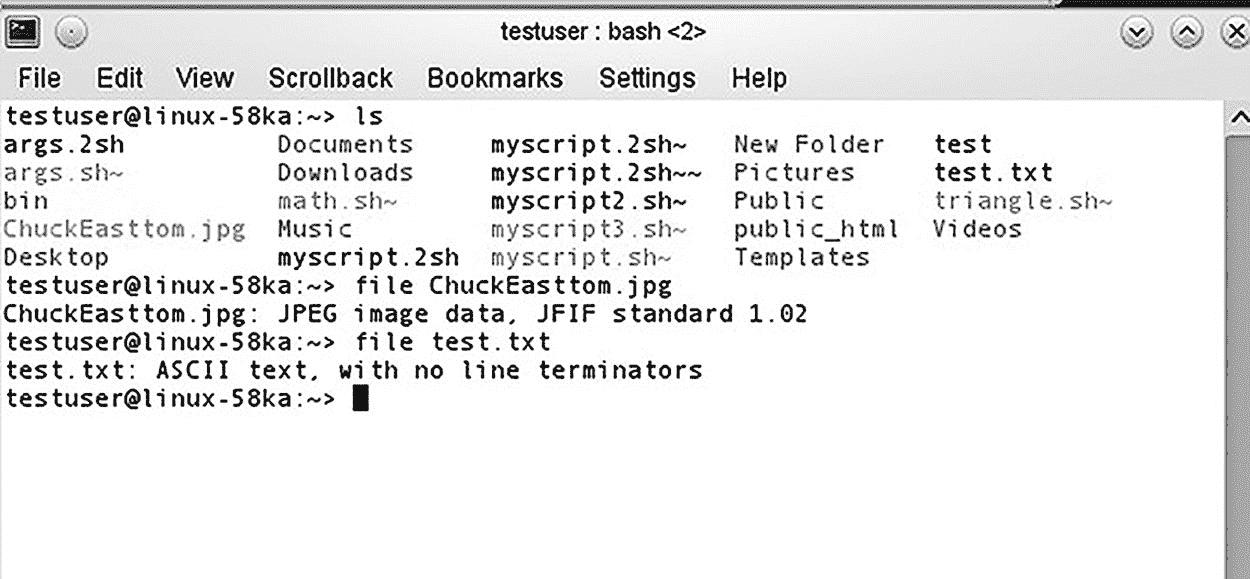 testuser : bash <2>
File Edit View Scrollback Bookmarks Settings Help
testuser@linux-58ka:~> ls
args.2sh Documents myscript.2sh~ New Folder test
args.sh~ Downloads myscript.2sh~~ Pictures test.txt
bin math.sh~ myscript2.sh~ Public triangle.sh~
ChuckEasttom.jpg Music myscript3.sh~ public_html Videos
Desktop myscript.2sh myscript.sh~ Templates
testuser@linux-58ka:~> file ChuckEasttom.jpg
ChuckEasttom.jpg: JPEG image data, JFIF standard 1.02
testuser@linux-58ka:~> file test.txt
test.txt: ASCII text, with no line terminators
testuser@linux-58ka:~>